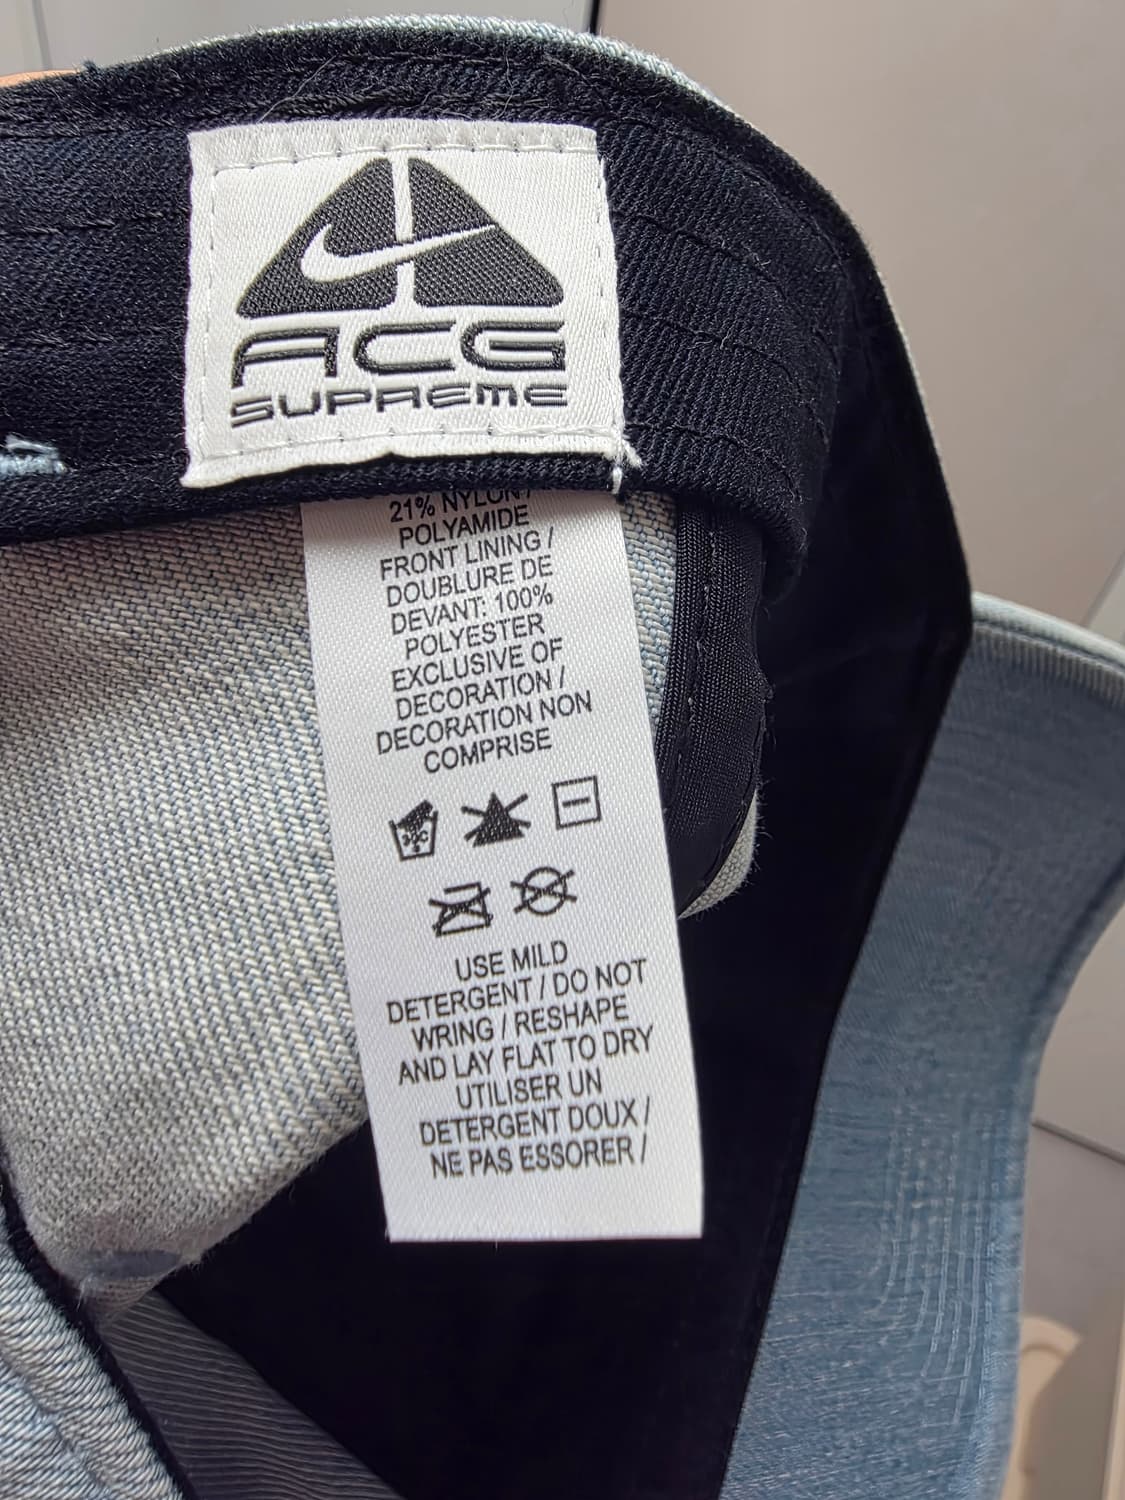 ACG
SUPREME
21% NYLON /
POLYAMIDE
FRONT LINING /
DOUBLURE DE
DEVANT: 100%
POLYESTER
EXCLUSIVE OF
DECORATION /
DECORATION NON
COMPRISE
USE MILD
DETERGENT / DO NOT
WRING / RESHAPE
AND LAY FLAT TO DRY
UTILISER UN
DETERGENT DOUX /
NE PAS ESSORER /